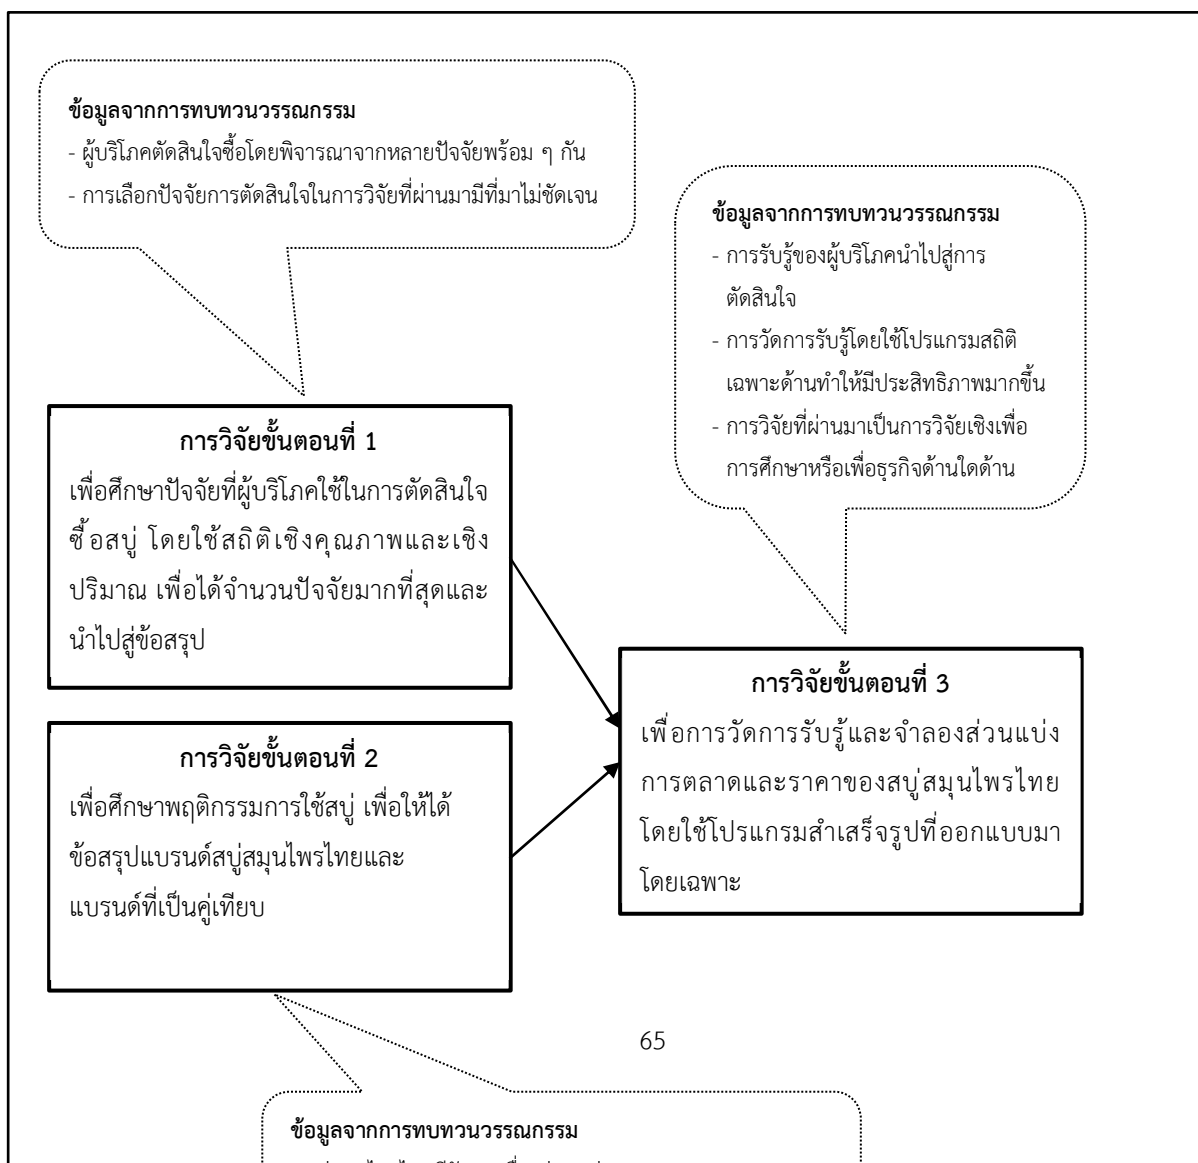 ข้อมูลจากการทบทวนวรรณกรรม
- ผู้บริโภคตัดสินใจซื้อโดยพิจารณาจากหลายปัจจัยพร้อม ๆ กัน
- การเลือกปัจจัยการตัดสินใจในการวิจัยที่ผ่านมามีที่มาไม่ชัดเจน
ข้อมูลจากการทบทวนวรรณกรรม
- การรับรู้ของผู้บริโภคนำไปสู่การ
ตัดสินใจ
- การวัดการรับรู้โดยใช้โปรแกรมสถิติ
เฉพาะด้านทำให้มีประสิทธิภาพมากขึ้น
- การวิจัยที่ผ่านมาเป็นการวิจัยเชิงเพื่อ
การศึกษาหรือเพื่อธุรกิจด้านใดด้าน
การวิจัยขั้นตอนที่ 1
เพื่อศึกษาปัจจัยที่ผู้บริโภคใช้ในการตัดสินใจ
ซื้อสบู่ โดยใช้สถิติเชิงคุณภาพและเชิง
ปริมาณ เพื่อได้จำนวนปัจจัยมากที่สุดและ
นำไปสู่ข้อสรุป
การวิจัยขั้นตอนที่ 2
เพื่อศึกษาพฤติกรรมการใช้สบู่ เพื่อให้ได้
ข้อสรุปแบรนด์สบู่สมุนไพรไทยและ
แบรนด์ที่เป็นคู่เทียบ
การวิจัยขั้นตอนที่ 3
เพื่อการวัดการรับรู้และจำลองส่วนแบ่ง
การตลาดและราคาของสบู่สมุนไพรไทย
โดยใช้โปรแกรมสำเร็จรูปที่ออกแบบมา
โดยเฉพาะ
65
ข้อมูลจากการทบทวนวรรณกรรม